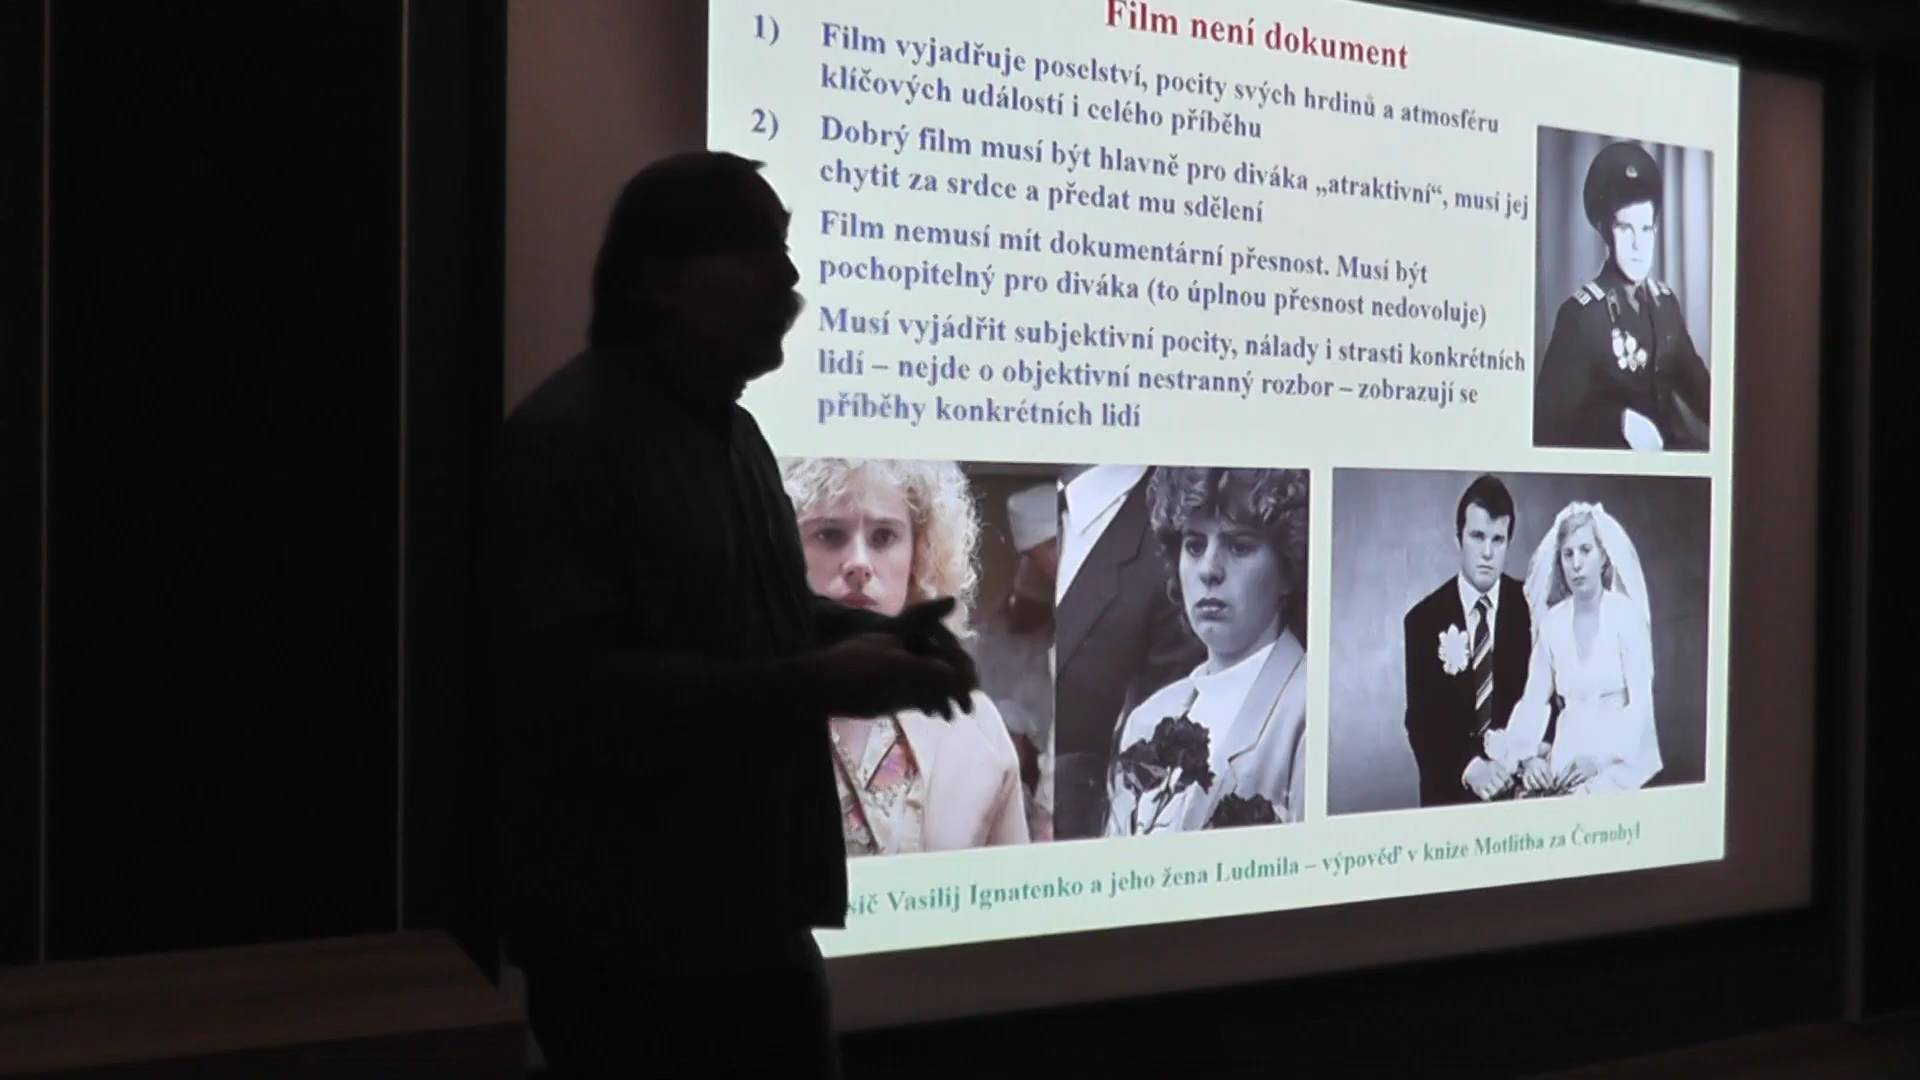 Film není dokument
1) Film vyjadřuje poselství, pocity svých hrdinů a atmosféru
klíčových událostí i celého příběhu
2) Dobrý film musí být hlavně pro diváka „atraktivní“, musí jej
chytit za srdce a předat mu sdělení
Film nemusí mít dokumentární přesnost. Musí být
pochopitelný pro diváka (to úplnou přesnost nedovoluje)
Musí vyjádřit subjektivní pocity, nálady i strasti konkrétních
lidí – nejde o objektivní nestranný rozbor – zobrazují se
příběhy konkrétních lidí
Vasilij Ignatenko a jeho žena Ludmila – výpověď v knize Motlitba za Černobyl